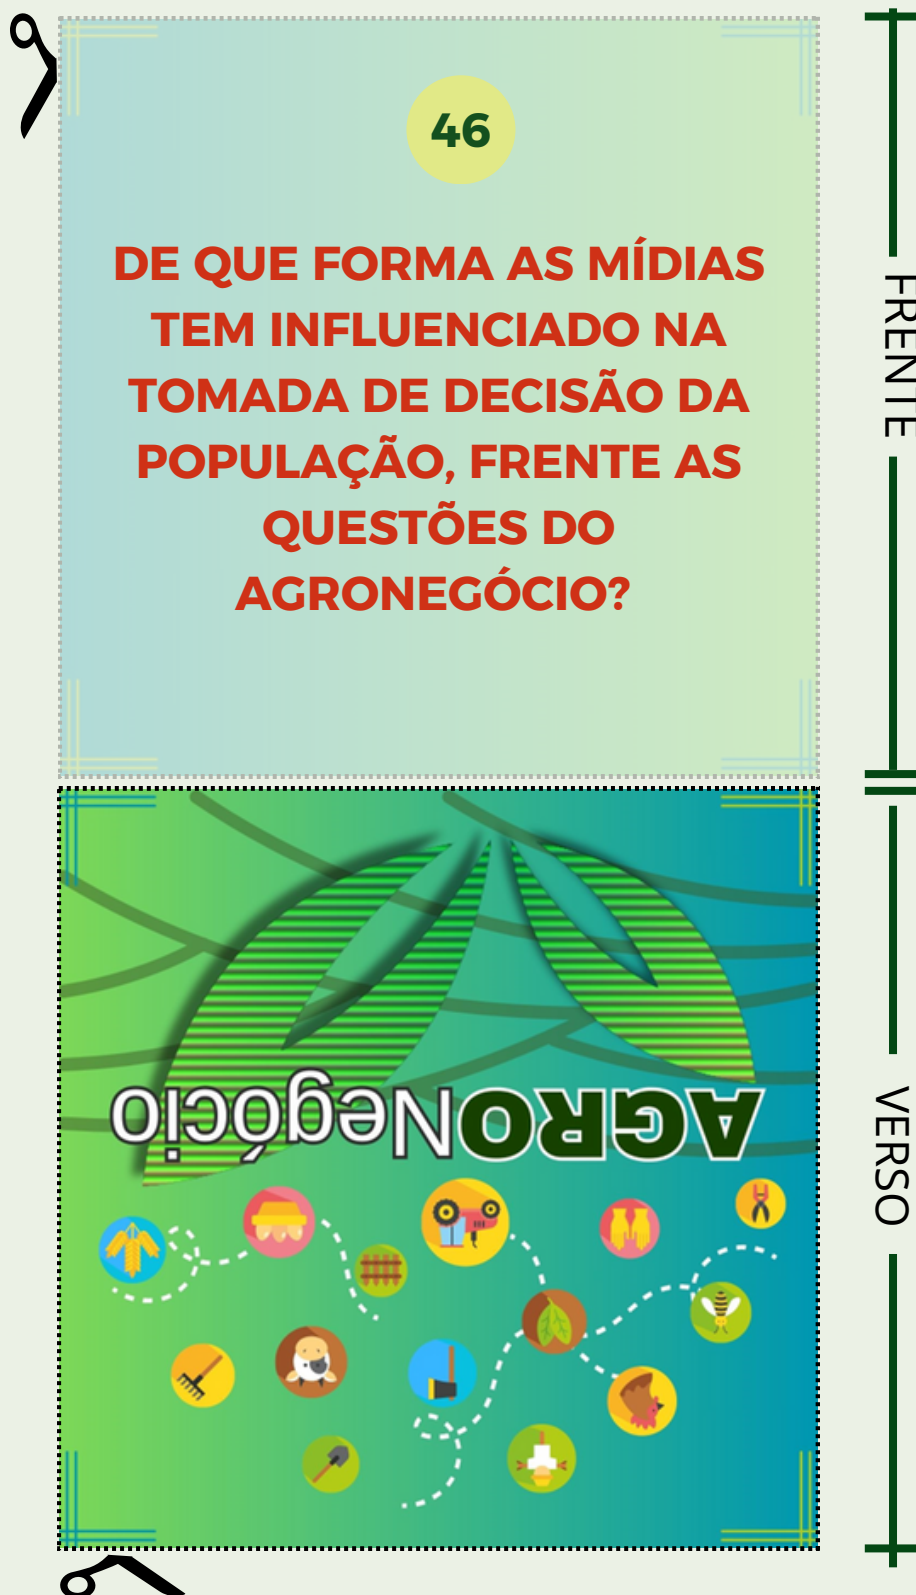 46
DE QUE FORMA AS MÍDIAS
TEM INFLUENCIADO NA
TOMADA DE DECISÃO DA
POPULAÇÃO, FRENTE AS
QUESTÕES DO
AGRONEGÓCIO?
FRENTE
AGRONegócio
VERSO